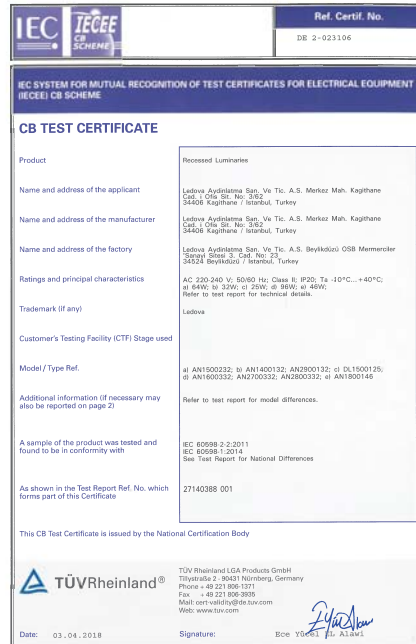 IEC
IECEE
CB
SCHEME
Ref. Certif. No.
DE 2-023106
IEC SYSTEM FOR MUTUAL RECOGNITION OF TEST CERTIFICATES FOR ELECTRICAL EQUIPMENT
(IECEE) CB SCHEME
CB TEST CERTIFICATE
Product
Recessed Luminaries
Name and address of the applicant
Ledova Aydinlatma San. Ve Tic. A.S. Merkez Mah. Kagithane
Cad. i Ofis Sit. No: 3/62
34406 Kagithane / Istanbul, Turkey
Name and address of the manufacturer
Ledova Aydinlatma San. Ve Tic. A.S. Merkez Mah. Kagithane
Cad. i Ofis Sit. No: 3/62
34406 Kagithane / Istanbul, Turkey
Name and address of the factory
Ledova Aydinlatma San. Ve Tic. A.S. Beylikdüzü OSB Mermerciler
Sanayi Sitesi 3. Cad. No: 23
34524 Beylikdüzü / Istanbul, Turkey
Ratings and principal characteristics
AC 220-240 V; 50/60 Hz; Class II; IP20; Ta -10°C...+40°C;
a) 64W; b) 32W; c) 25W; d) 96W; e) 46W;
Refer to test report for technical details.
Trademark (if any)
Ledova
Customer's Testing Facility (CTF) Stage used
Model / Type Ref.
a) AN1500232; b) AN1400132; AN2900132; c) DL1500125;
d) AN1600332; AN2700332; AN2800332; e) AN1800146
Additional information (if necessary may
also be reported on page 2)
Refer to test report for model differences.
A sample of the product was tested and
found to be in conformity with
IEC 60598-2-2:2011
IEC 60598-1:2014
See Test Report for National Differences
As shown in the Test Report Ref. No. which
forms part of this Certificate
27140388 001
This CB Test Certificate is issued by the National Certification Body
TÜVRheinland®
TÜV Rheinland LGA Products GmbH
Tillystraße 2 - 90431 Nürnberg, Germany
Phone + 49 221 806-1371
Fax + 49 221 806-3935
Mail: cert-validity@de.tuv.com
Web: www.tuv.com
Date: 03.04.2018
Signature:
Ece Yücel EL Alawi